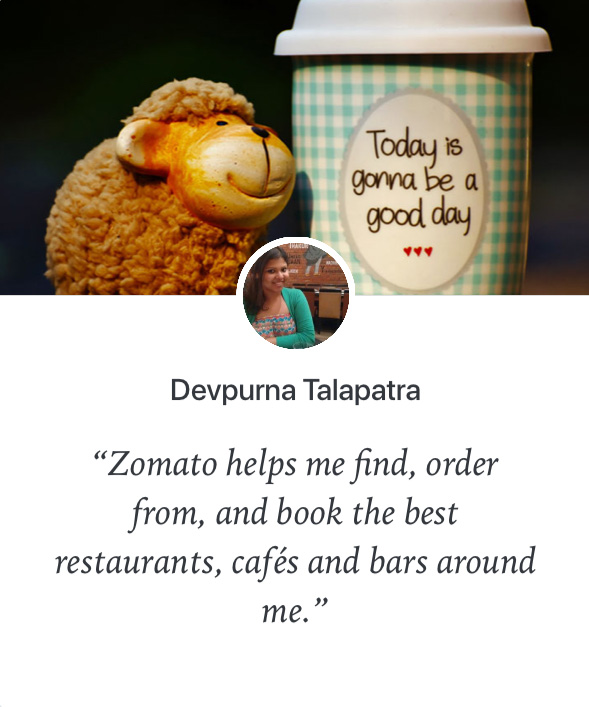 Today is
gonna be a
good day
Devpurna Talapatra
“Zomato helps me find, order
from, and book the best
restaurants, cafés and bars around
me.”